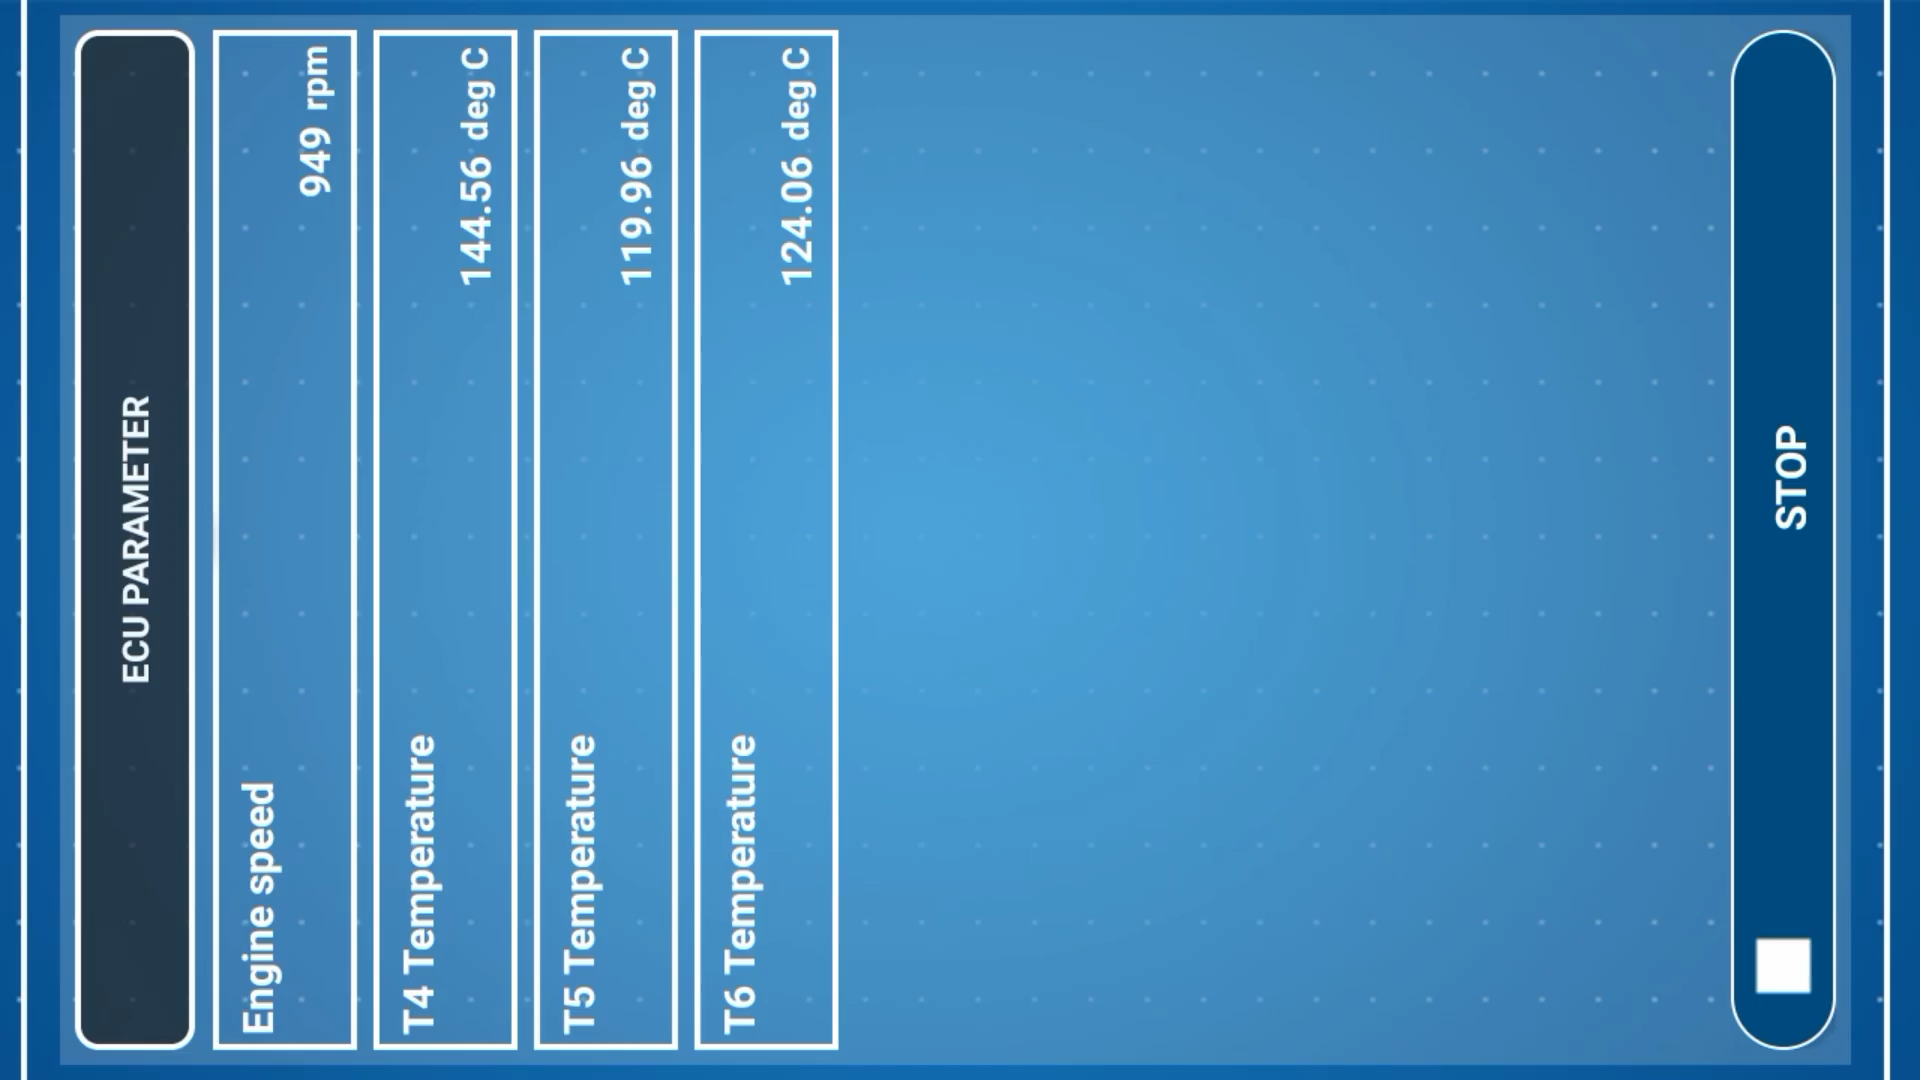 ECU PARAMETER
Engine speed
949 rpm
T4 Temperature
144.56 deg C
T5 Temperature
119.96 deg C
T6 Temperature
124.06 deg C
STOP